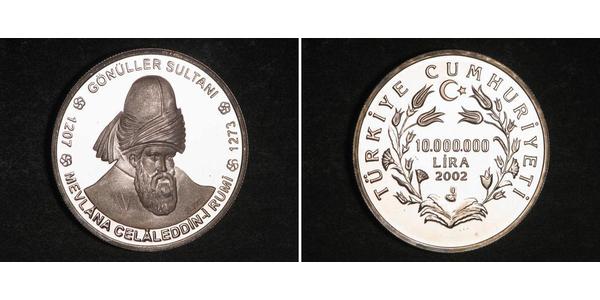 GÖNÜLLER SULTANI
1207
1273
MEVLANA CELÂLEDDİN-İ RUMİ
TÜRKİYE CUMHURİYETİ
10.000.000
LİRA
2002